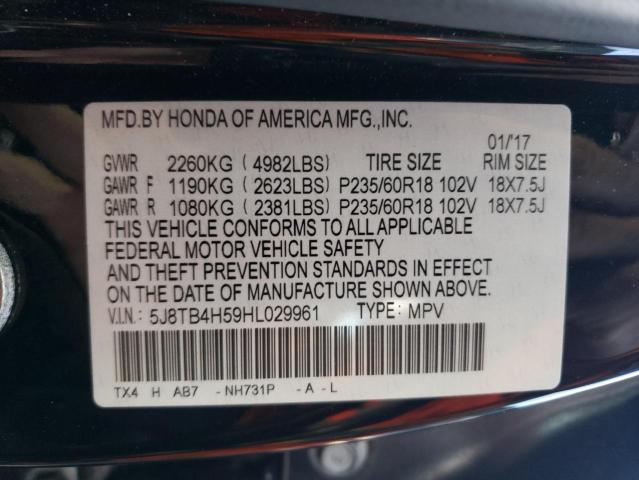 MFD.BY HONDA OF AMERICA MFG.,INC.
01/'17
GVWR 2260KG (4982LBS) TIRE SIZE RIM SIZE
GAWR F 1190KG (2623LBS) P235/60R18 102V 18X7.5J
GAWR R 1080KG (2381LBS) P235/60R18 102V 18X7.5J
THIS VEHICLE CONFORMS TO ALL APPLICABLE
FEDERAL MOTOR VEHICLE SAFETY
AND THEFT PREVENTION STANDARDS IN EFFECT
ON THE DATE OF MANUFACTURE SHOWN ABOVE.
V.I.N.: 5J8TB4H59HL029961 TYPE: MPV
TX4 H AB7 -NH731P -A-L